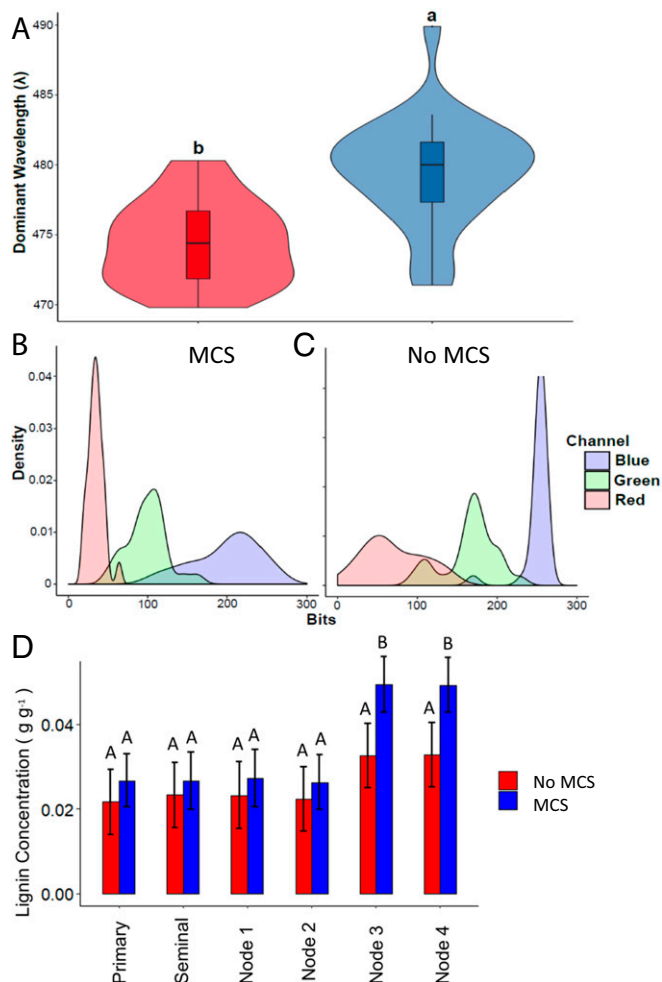 A
Dominant Wavelength (λ)
490
485
480
475
470
b
a
B
MCS
C
No MCS
Density
0.04
0.03
0.02
0.01
0
0
100
200
300
0
100
200
300
Bits
Channel
Blue
Green
Red
D
Lignin Concentration ( g g⁻¹ )
0.04
0.02
0.00
A A A A A A A A A B A B
Primary
Seminal
Node 1
Node 2
Node 3
Node 4
No MCS
MCS